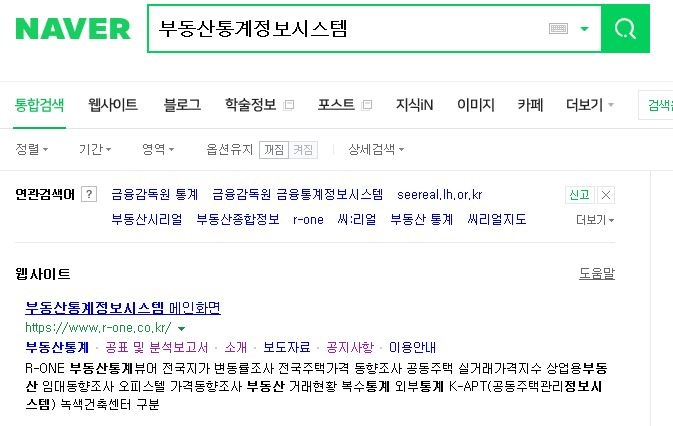 NAVER 부동산통계정보시스템
통합검색 웹사이트 블로그 학술정보 포스트 지식iN 이미지 카페 더보기
정렬 기간 영역 옵션유지 꺼짐 켜짐 상세검색
연관검색어 ? 금융감독원 통계 금융감독원 금융통계정보시스템 seereal.lh.or.kr 신고
부동산시리얼 부동산종합정보 r-one 씨:리얼 부동산 통계 씨리얼지도 더보기
웹사이트 도움말
부동산통계정보시스템 메인화면
https://www.r-one.co.kr/
부동산통계 · 공표 및 분석보고서 · 소개 · 보도자료 · 공지사항 · 이용안내
R-ONE 부동산통계뷰어 전국지가 변동률조사 전국주택가격 동향조사 공동주택 실거래가격지수 상업용부동
산 임대동향조사 오피스텔 가격동향조사 부동산 거래현황 복수통계 외부통계 K-APT(공동주택관리정보시
스템) 녹색건축센터 구분